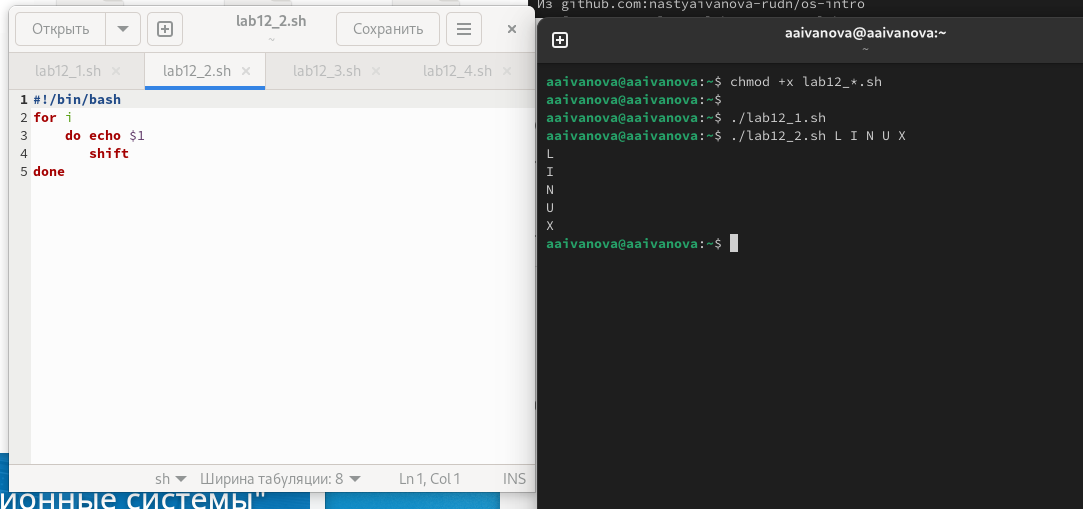 Из github.com:nastyaivanova-rudn/os-intro
Открыть
lab12_2.sh
~
Сохранить
lab12_1.sh
lab12_2.sh
lab12_3.sh
lab12_4.sh
1 #!/bin/bash
2 for i
3     do echo $1
4        shift
5 done
sh
Ширина табуляции: 8
Ln 1, Col 1
INS
ионные системы"
aaivanova@aaivanova:~
~
aaivanova@aaivanova:~$ chmod +x lab12_*.sh
aaivanova@aaivanova:~$
aaivanova@aaivanova:~$ ./lab12_1.sh
aaivanova@aaivanova:~$ ./lab12_2.sh L I N U X
L
I
N
U
X
aaivanova@aaivanova:~$